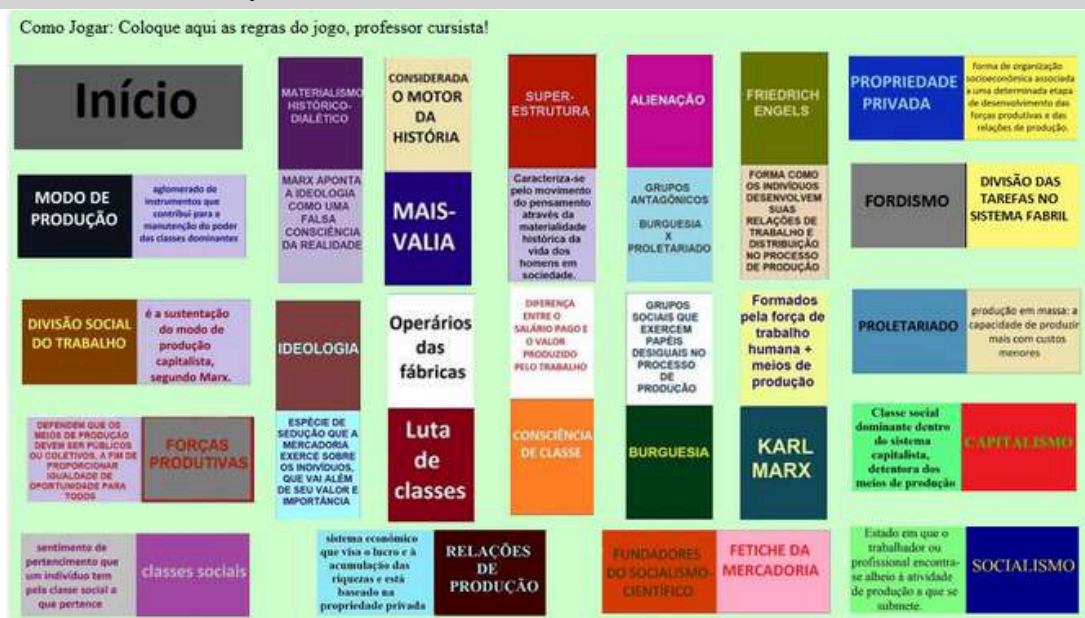 Como Jogar: Coloque aqui as regras do jogo, professor cursista!
Início
MATERIALISMO
HISTÓRICO-
DIALÉTICO
CONSIDERADA
O MOTOR
DA
HISTÓRIA
SUPER-
ESTRUTURA
ALIENAÇÃO
FRIEDRICH
ENGELS
PROPRIEDADE
PRIVADA
forma de organização
socioeconômica associada
a uma determinada etapa
de desenvolvimento das
forças produtivas e das
relações de produção.
MODO DE
PRODUÇÃO
aglomerado de
instrumentos que
contribui para a
manutenção do poder
das classes dominantes
MARX APONTA
A IDEOLOGIA
COMO UMA
FALSA
CONSCIÊNCIA
DA REALIDADE
MAIS-
VALIA
Caracteriza-se
pelo movimento
do pensamento
através da
materialidade
histórica da
vida dos
homens em
sociedade.
GRUPOS
ANTAGÔNICOS
BURGUESIA
X
PROLETARIADO
FORMA COMO
OS INDIVÍDUOS
DESENVOLVEM
SUAS
RELAÇÕES DE
TRABALHO E
DISTRIBUIÇÃO
NO PROCESSO
DE PRODUÇÃO
FORDISMO
DIVISÃO DAS
TAREFAS NO
SISTEMA FABRIL
DIVISÃO SOCIAL
DO TRABALHO
é a sustentação
do modo de
produção
capitalista,
segundo Marx.
IDEOLOGIA
Operários
das
fábricas
DIFERENÇA
ENTRE O
SALÁRIO PAGO E
O VALOR
PRODUZIDO
PELO TRABALHO
GRUPOS
SOCIAIS QUE
EXERCEM
PAPÉIS
DESIGUAIS NO
PROCESSO
DE
PRODUÇÃO
Formados
pela força de
trabalho
humana +
meios de
produção
PROLETARIADO
produção em massa: a
capacidade de produzir
mais com custos
menores
DEFENDEM QUE OS
MEIOS DE PRODUÇÃO
DEVEM SER PÚBLICOS
OU COLETIVOS, A FIM DE
PROPORCIONAR
IGUALDADE DE
OPORTUNIDADE PARA
TODOS
FORÇAS
PRODUTIVAS
ESPÉCIE DE
SEDUÇÃO QUE A
MERCADORIA
EXERCE SOBRE
OS INDIVÍDUOS,
QUE VAI ALÉM
DE SEU VALOR E
IMPORTÂNCIA
Luta
de
classes
CONSCIÊNCIA
DE CLASSE
BURGUESIA
KARL
MARX
Classe social
dominante dentro
do sistema
capitalista,
detentora dos
meios de produção
CAPITALISMO
sentimento de
pertencimento que
um indivíduo tem
pela classe social a
que pertence
classes sociais
sistema econômico
que visa o lucro e à
acumulação das
riquezas e está
baseado na
propriedade privada
RELAÇÕES
DE
PRODUÇÃO
FUNDADORES
DO SOCIALISMO-
CIENTÍFICO
FETICHE DA
MERCADORIA
Estado em que o
trabalhador ou
profissional encontra-
se alheio à atividade
de produção a que se
submete.
SOCIALISMO